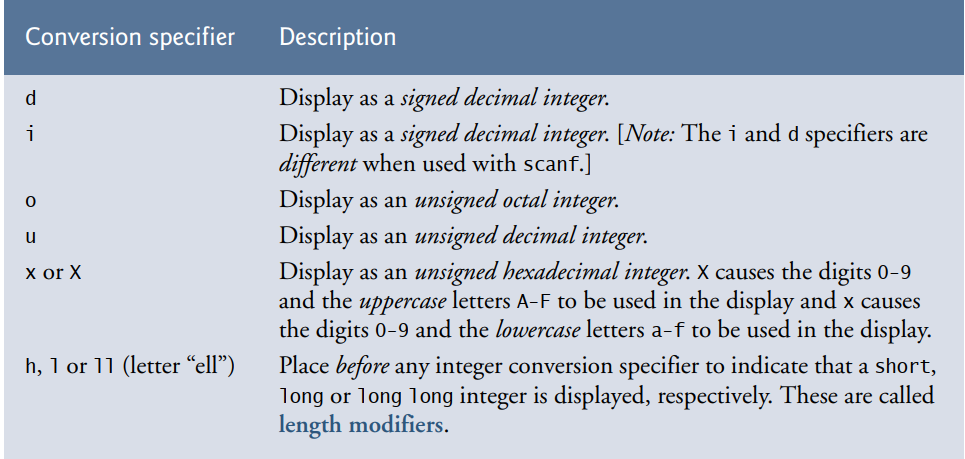 Conversion specifier Description
d Display as a signed decimal integer.
i Display as a signed decimal integer. [Note: The i and d specifiers are
different when used with scanf.]
o Display as an unsigned octal integer.
u Display as an unsigned decimal integer.
x or X Display as an unsigned hexadecimal integer. X causes the digits 0-9
and the uppercase letters A-F to be used in the display and x causes
the digits 0-9 and the lowercase letters a-f to be used in the display.
h, l or ll (letter “ell”) Place before any integer conversion specifier to indicate that a short,
long or long long integer is displayed, respectively. These are called
length modifiers.